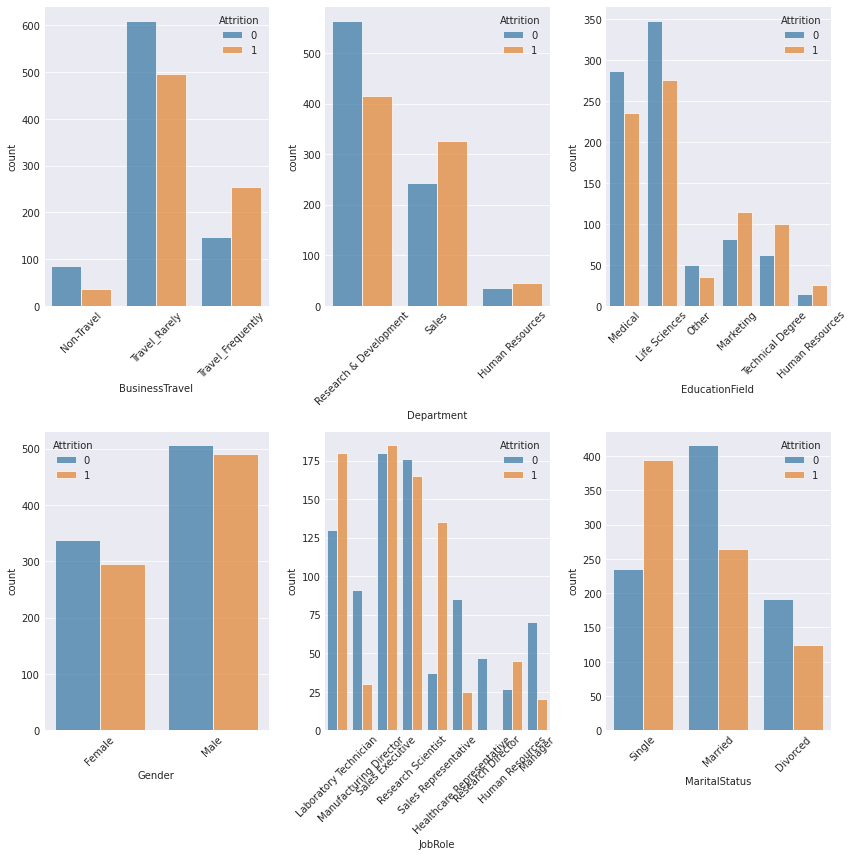 Attrition
0
1
600
500
400
300
200
100
0
count
Non-Travel
Travel_Rarely
Travel_Frequently
BusinessTravel
Attrition
0
1
500
400
300
200
100
0
count
Research & Development
Sales
Human Resources
Department
Attrition
0
1
350
300
250
200
150
100
50
0
count
Medical
Life Sciences
Other
Marketing
Technical Degree
Human Resources
EducationField
Attrition
0
1
500
400
300
200
100
0
count
Female
Male
Gender
Attrition
0
1
175
150
125
100
75
50
25
0
count
Laboratory Technician
Manufacturing Director
Sales Executive
Research Scientist
Sales Representative
Healthcare Representative
Research Director
Human Resources
Manager
JobRole
Attrition
0
1
400
350
300
250
200
150
100
50
0
count
Single
Married
Divorced
MaritalStatus